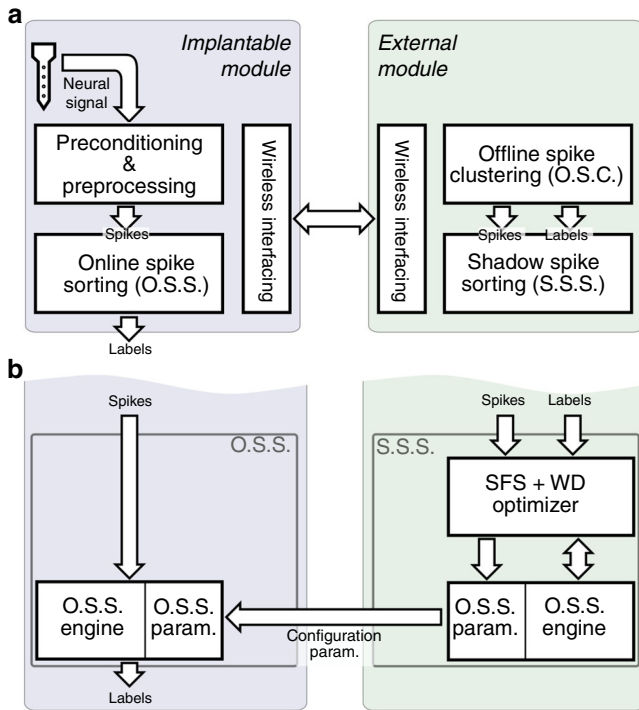 a
Implantable
module
External
module
Neural
signal
Preconditioning
&
preprocessing
Spikes
Online spike
sorting (O.S.S.)
Labels
Wireless interfacing
Wireless interfacing
Offline spike
clustering (O.S.C.)
Spikes
Labels
Shadow spike
sorting (S.S.S.)
b
Spikes
O.S.S.
O.S.S.
engine
O.S.S.
param.
Labels
Configuration
param.
Spikes
Labels
S.S.S.
SFS + WD
optimizer
O.S.S.
param.
O.S.S.
engine